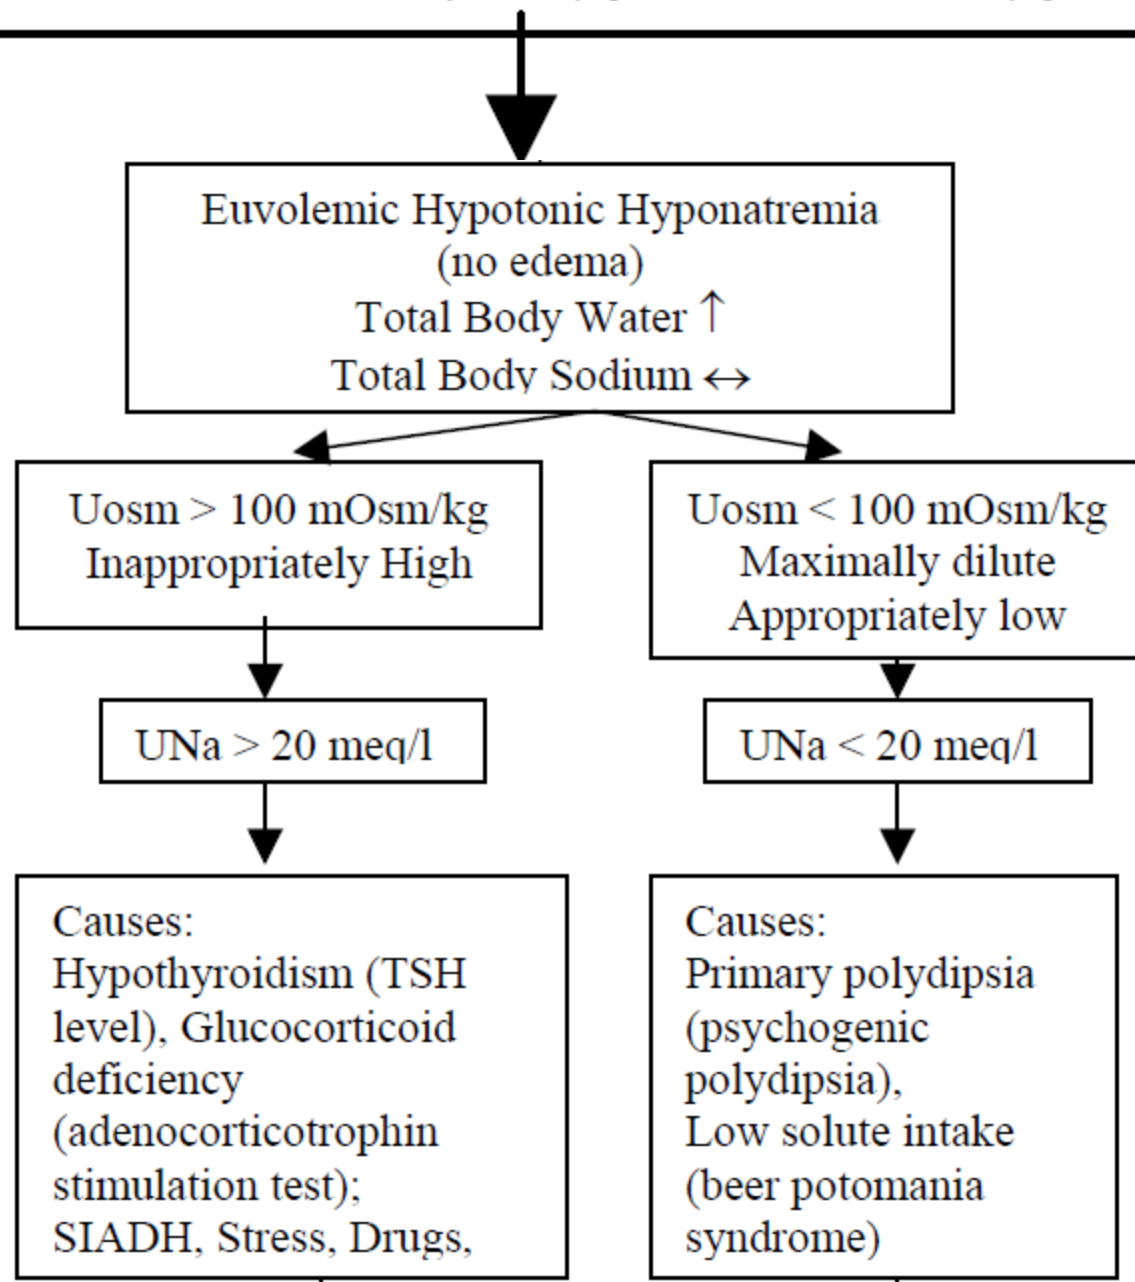 Euvolemic Hypotonic Hyponatremia
(no edema)
Total Body Water ↑
Total Body Sodium ↔
Uosm > 100 mOsm/kg
Inappropriately High
Uosm < 100 mOsm/kg
Maximally dilute
Appropriately low
UNa > 20 meq/l
UNa < 20 meq/l
Causes:
Hypothyroidism (TSH
level), Glucocorticoid
deficiency
(adenocorticotrophin
stimulation test);
SIADH, Stress, Drugs,
Causes:
Primary polydipsia
(psychogenic
polydipsia),
Low solute intake
(beer potomania
syndrome)